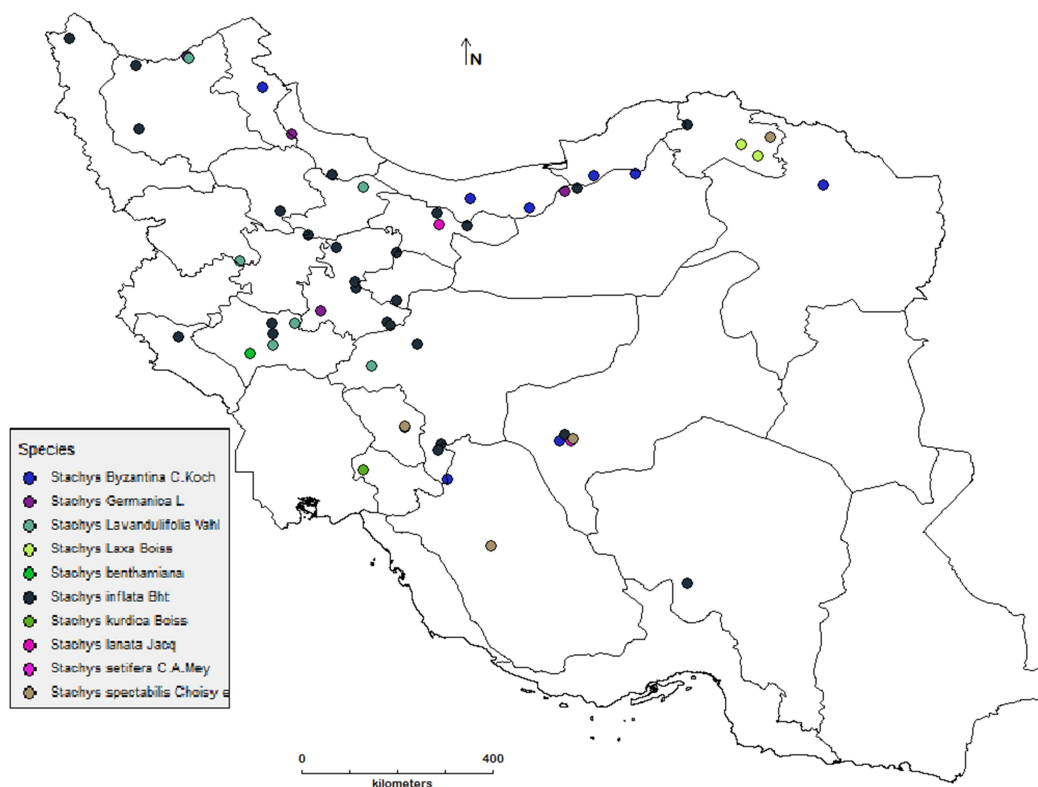 N
Species
Stachys Byzantina C.Koch
Stachys Germanica L
Stachys Lavandulifolia Vahl
Stachys Laxa Boiss
Stachys benthamiana
Stachys inflata Bht
Stachys kurdica Boiss
Stachys lanata Jacq
Stachys setifera C.A.Mey
Stachys spectabilis Choisy e
0 400
kilometers